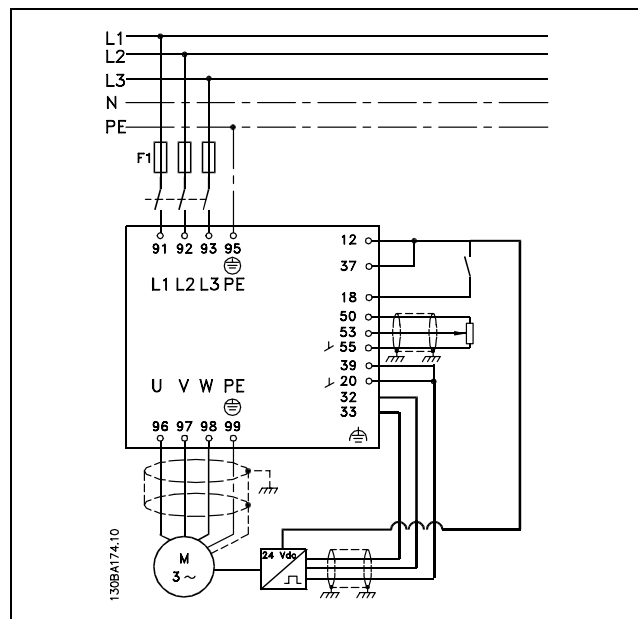 L1
L2
L3
N
PE
F1
91 92 93 95
L1 L2 L3 PE
12
37
18
50
53
55
39
20
32
33
U V W PE
96 97 98 99
M
3 ~
24 Vdc
130BA174.10